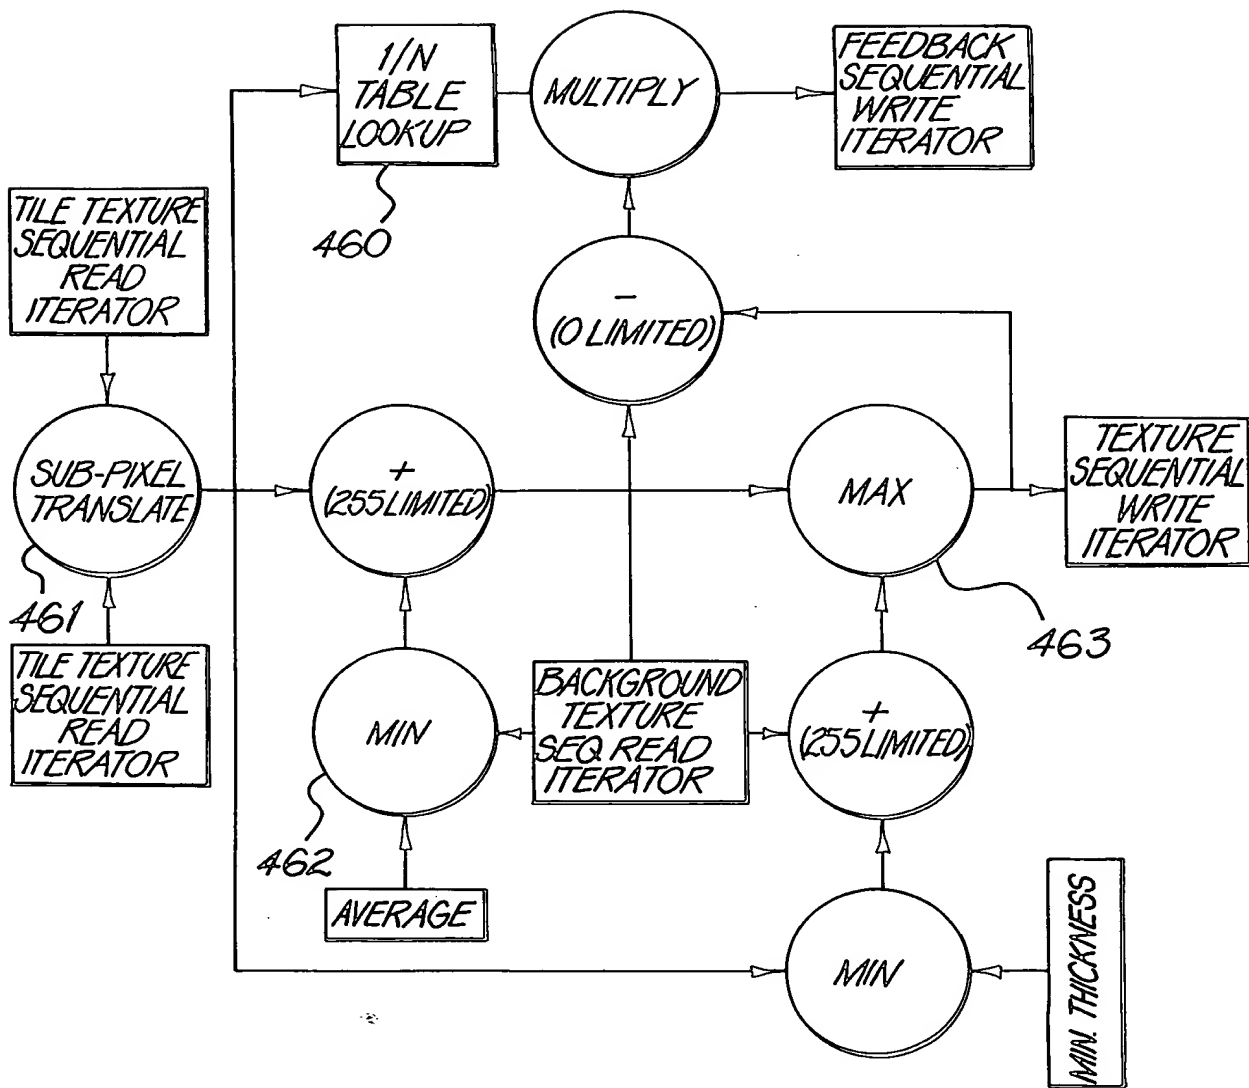 1/N
TABLE
LOOKUP
MULTIPLY
FEEDBACK
SEQUENTIAL
WRITE
ITERATOR
460
TILE TEXTURE
SEQUENTIAL
READ
ITERATOR
−
(0 LIMITED)
SUB-PIXEL
TRANSLATE
461
+
(255 LIMITED)
MAX
463
TEXTURE
SEQUENTIAL
WRITE
ITERATOR
TILE TEXTURE
SEQUENTIAL
READ
ITERATOR
MIN
462
BACKGROUND
TEXTURE
SEQ. READ
ITERATOR
+
(255 LIMITED)
AVERAGE
MIN
MIN. THICKNESS